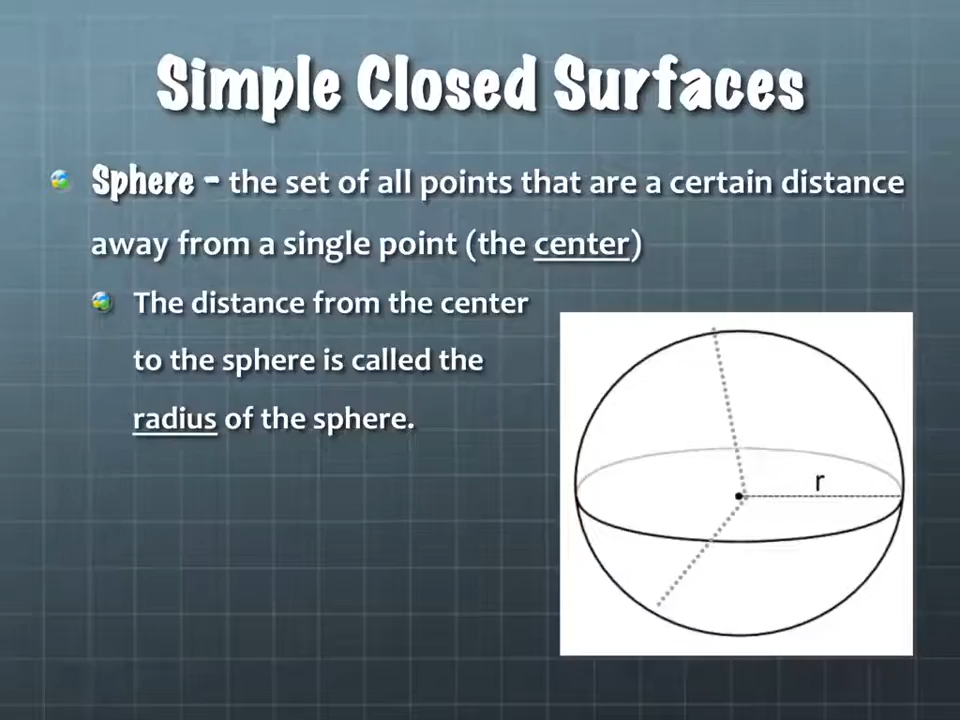 Simple Closed Surfaces
Sphere - the set of all points that are a certain distance
away from a single point (the center)
The distance from the center
to the sphere is called the
radius of the sphere.
r